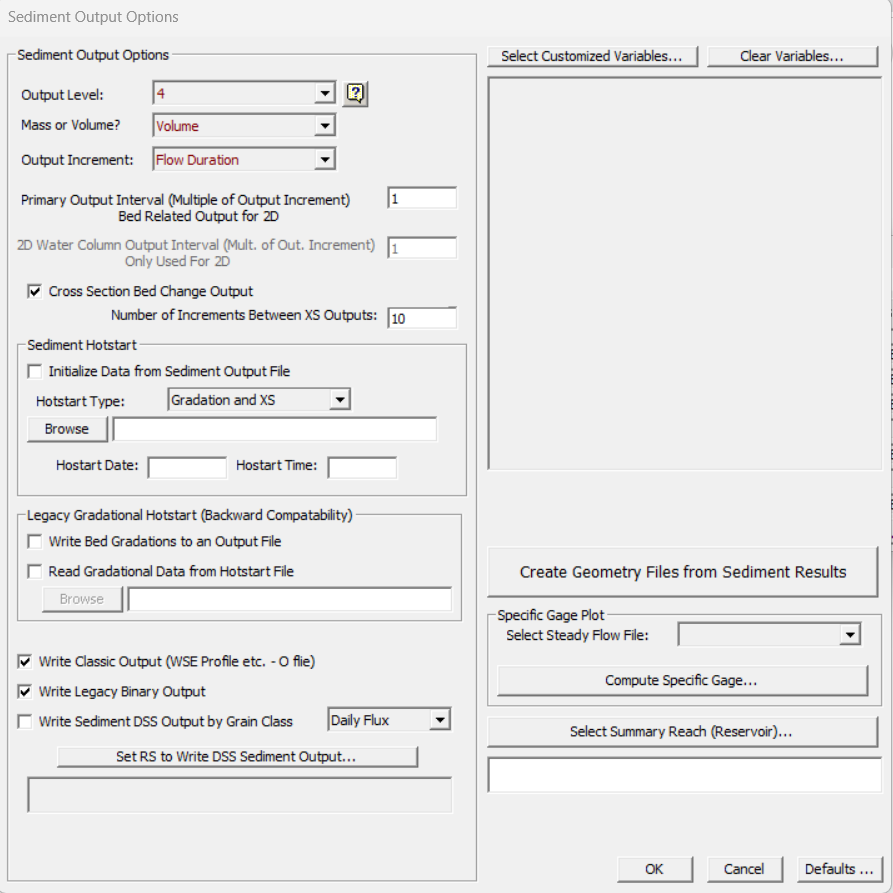 Sediment Output Options
Sediment Output Options
Output Level:
4
?
Mass or Volume?
Volume
Output Increment:
Flow Duration
Primary Output Interval (Multiple of Output Increment)
Bed Related Output for 2D
1
2D Water Column Output Interval (Mult. of Out. Increment)
Only Used For 2D
1
Cross Section Bed Change Output
Number of Increments Between XS Outputs:
10
Sediment Hotstart
Initialize Data from Sediment Output File
Hotstart Type:
Gradation and XS
Browse
Hostart Date:
Hostart Time:
Legacy Gradational Hotstart (Backward Compatability)
Write Bed Gradations to an Output File
Read Gradational Data from Hotstart File
Browse
Write Classic Output (WSE Profile etc. - O flie)
Write Legacy Binary Output
Write Sediment DSS Output by Grain Class
Daily Flux
Set RS to Write DSS Sediment Output...
Select Customized Variables...
Clear Variables...
Create Geometry Files from Sediment Results
Specific Gage Plot
Select Steady Flow File:
Compute Specific Gage...
Select Summary Reach (Reservoir)...
OK
Cancel
Defaults ...